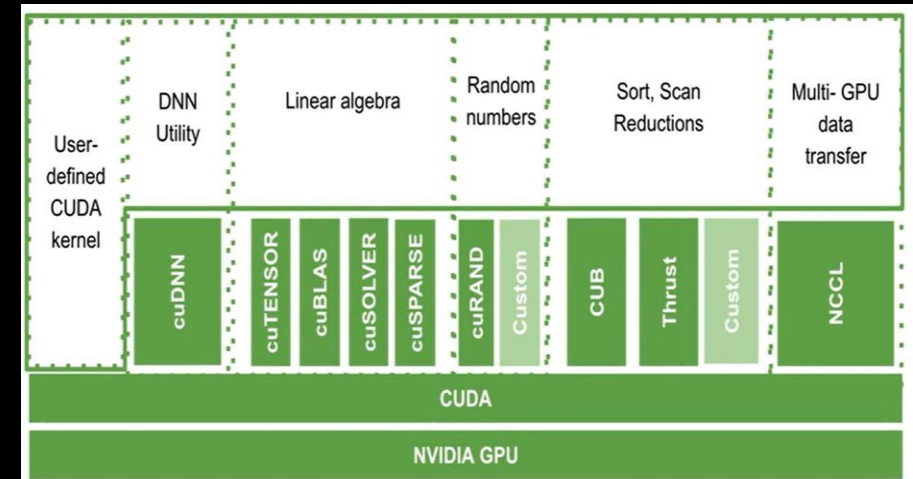 User-
defined
CUDA
kernel
DNN
Utility
Linear algebra
Random
numbers
Sort, Scan
Reductions
Multi- GPU
data
transfer
cuDNN
cuTENSOR
cuBLAS
cuSOLVER
cuSPARSE
cuRAND
Custom
CUB
Thrust
Custom
NCCL
CUDA
NVIDIA GPU